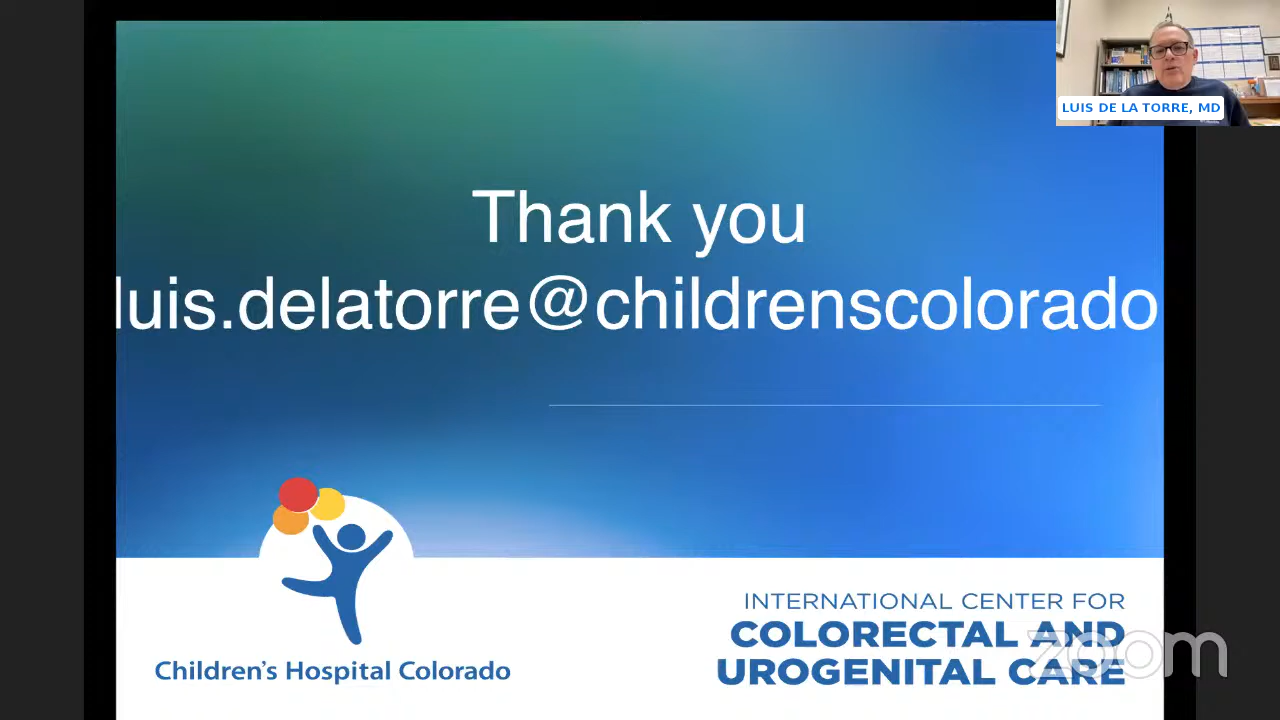 LUIS DE LA TORRE, MD
Thank you
luis.delatorre@childrenscolorado
Children's Hospital Colorado
INTERNATIONAL CENTER FOR
COLORECTAL AND
UROGENITAL CARE
zoom